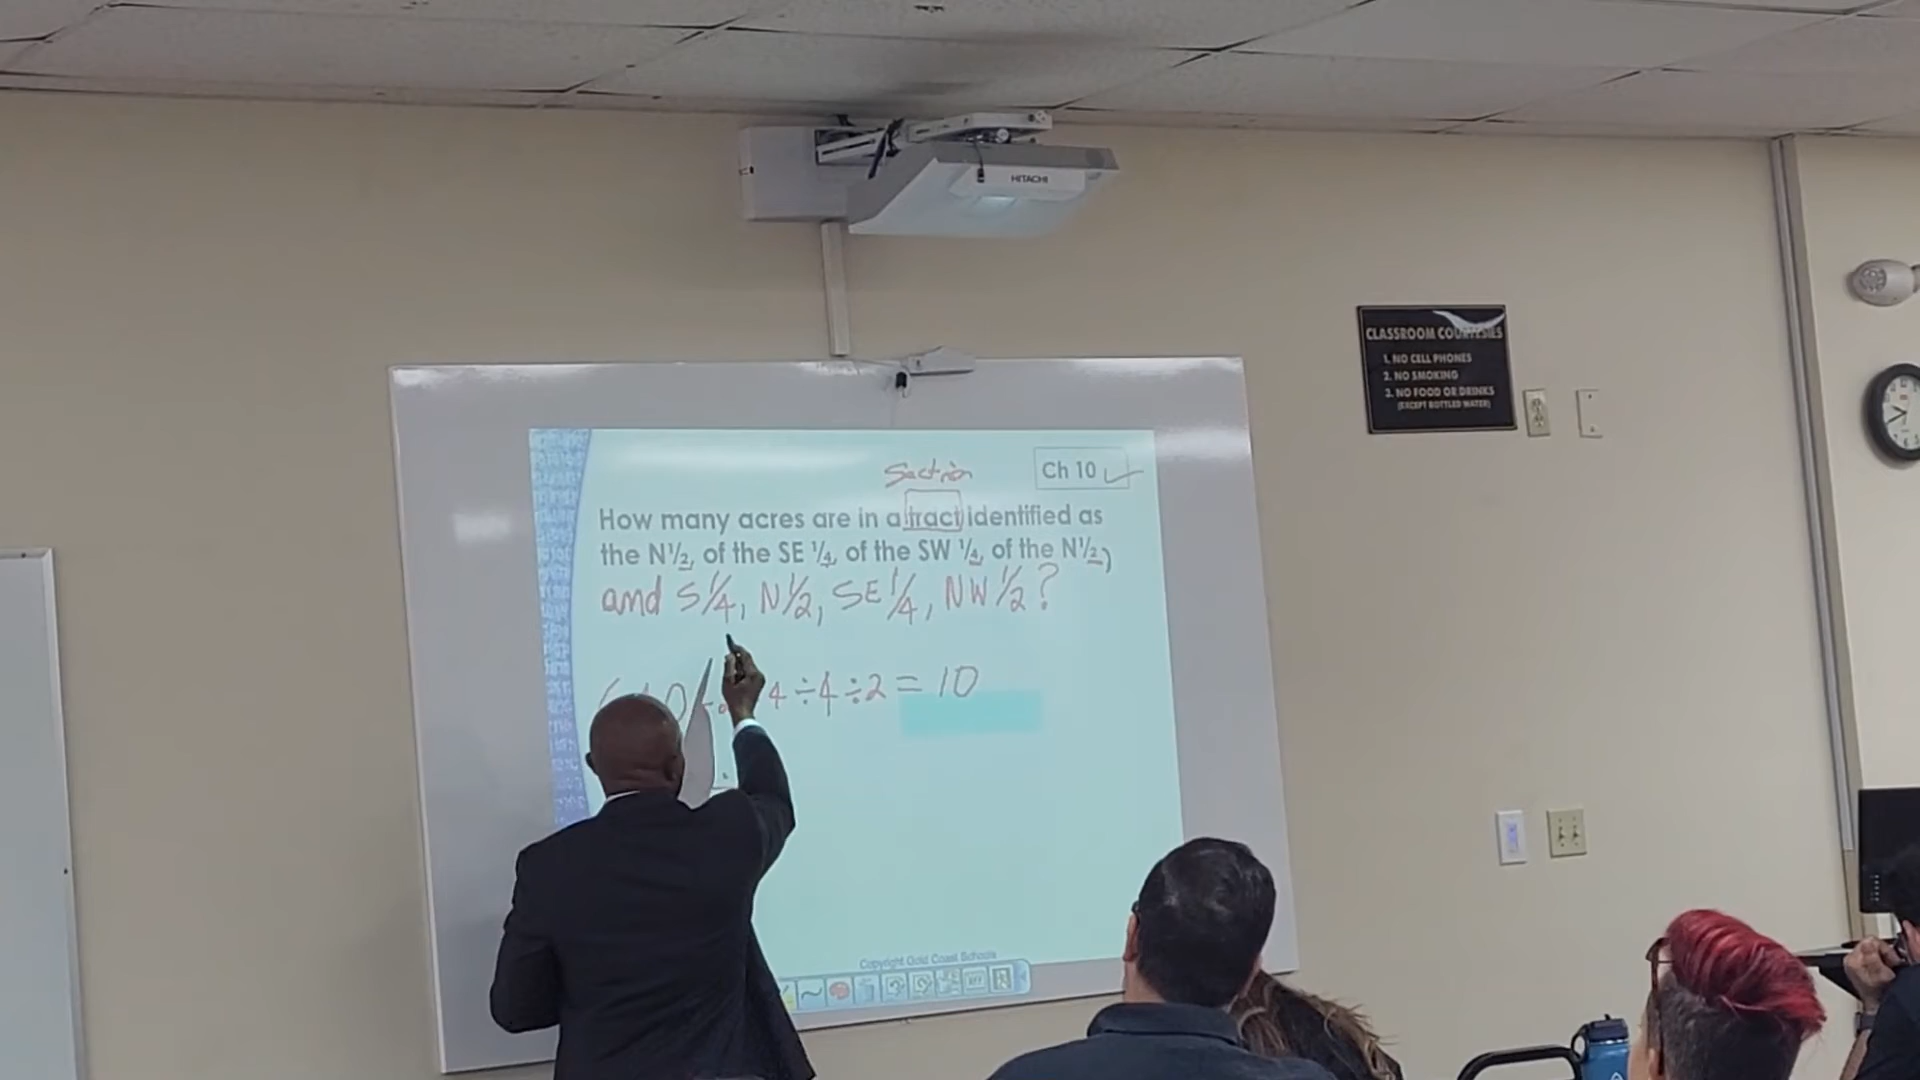 HITACHI
CLASSROOM COURTESIES
1. NO CELL PHONES
2. NO SMOKING
3. NO FOOD OR DRINKS
(EXCEPT BOTTLED WATER)
Section
Ch 10
How many acres are in a tract identified as
the N½, of the SE ¼, of the SW ¼, of the N½,
and S¼, N½, SE¼, NW½?
4 ÷ 4 ÷ 2 = 10
Copyright Gold Coast Schools